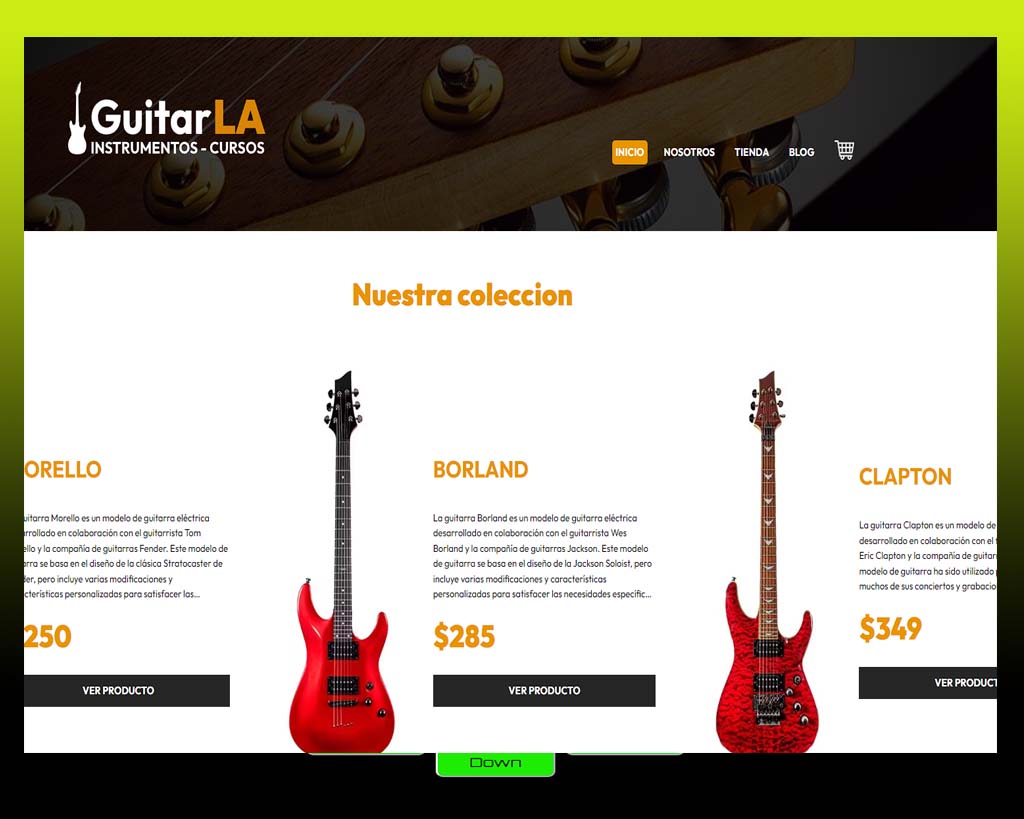 GuitarLA
INSTRUMENTOS - CURSOS
INICIO NOSOTROS TIENDA BLOG
Nuestra coleccion
ORELLO
uitarra Morello es un modelo de guitarra eléctrica
rrollado en colaboración con el guitarrista Tom
ello y la compañía de guitarras Fender. Este modelo de
arra se basa en el diseño de la clásica Stratocaster de
der, pero incluye varias modificaciones y
cterísticas personalizadas para satisfacer las...
250
VER PRODUCTO
BORLAND
La guitarra Borland es un modelo de guitarra eléctrica
desarrollado en colaboración con el guitarrista Wes
Borland y la compañía de guitarras Jackson. Este modelo
de guitarra se basa en el diseño de la Jackson Soloist, pero
incluye varias modificaciones y características
personalizadas para satisfacer las necesidades específic...
$285
VER PRODUCTO
CLAPTON
La guitarra Clapton es un modelo de
desarrollado en colaboración con el
Eric Clapton y la compañía de guitar
modelo de guitarra ha sido utilizado
muchos de sus conciertos y grabacio
$349
VER PRODUCT
Down